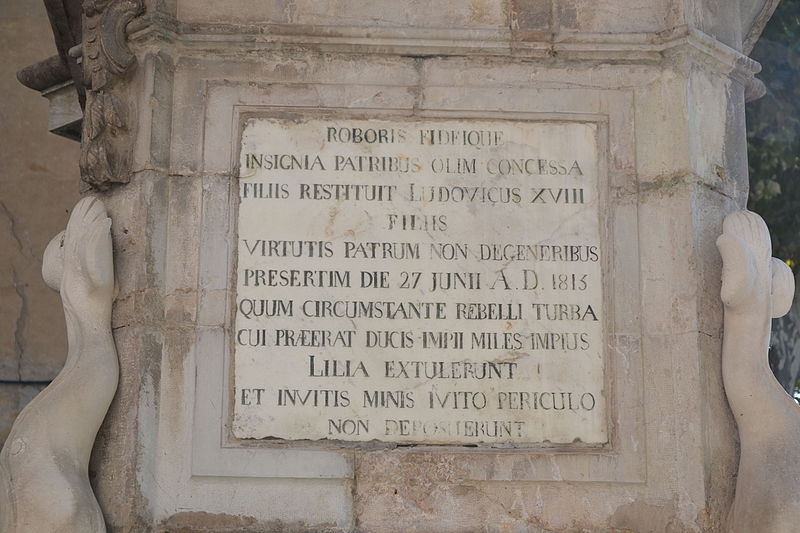 ROBORIS FIDEIQUE
INSIGNIA PATRIBUS OLIM CONCESSA
FILIIS RESTITUIT LUDOVICUS XVIII
FILIIS
VIRTUTIS PATRUM NON DEGENERIBUS
PRESERTIM DIE 27 JUNII A.D. 1815
QUUM CIRCUMSTANTE REBELLI TURBA
CUI PRÆERAT DUCIS IMPII MILES IMPIUS
LILIA EXTULERUNT
ET INVITIS MINIS IVITO PERICULO
NON DEPOSUERUNT